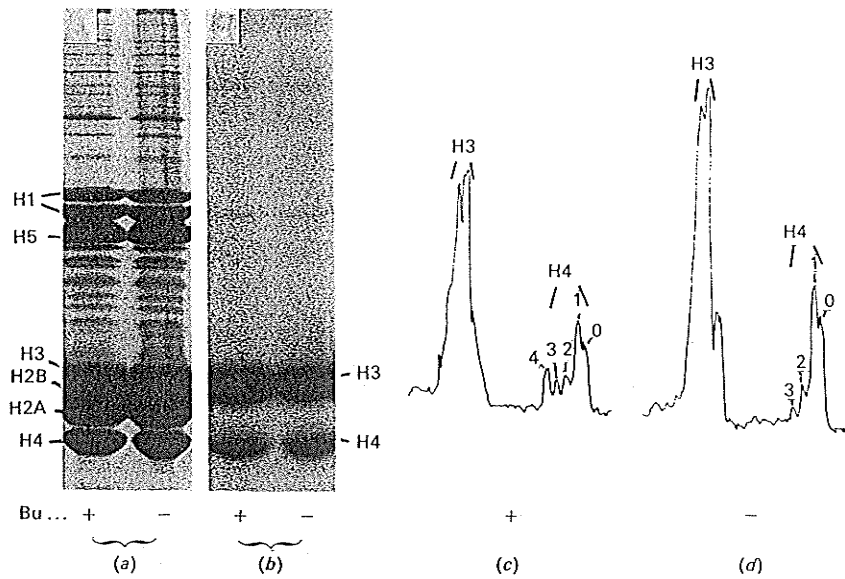 H1
H5
H3
H2B
H2A
H4
H3
H4
Bu... + − + − + −
(a) (b) (c) (d)
H3
H4
4 3 2 1 0
H3
H4
3 2 1 0